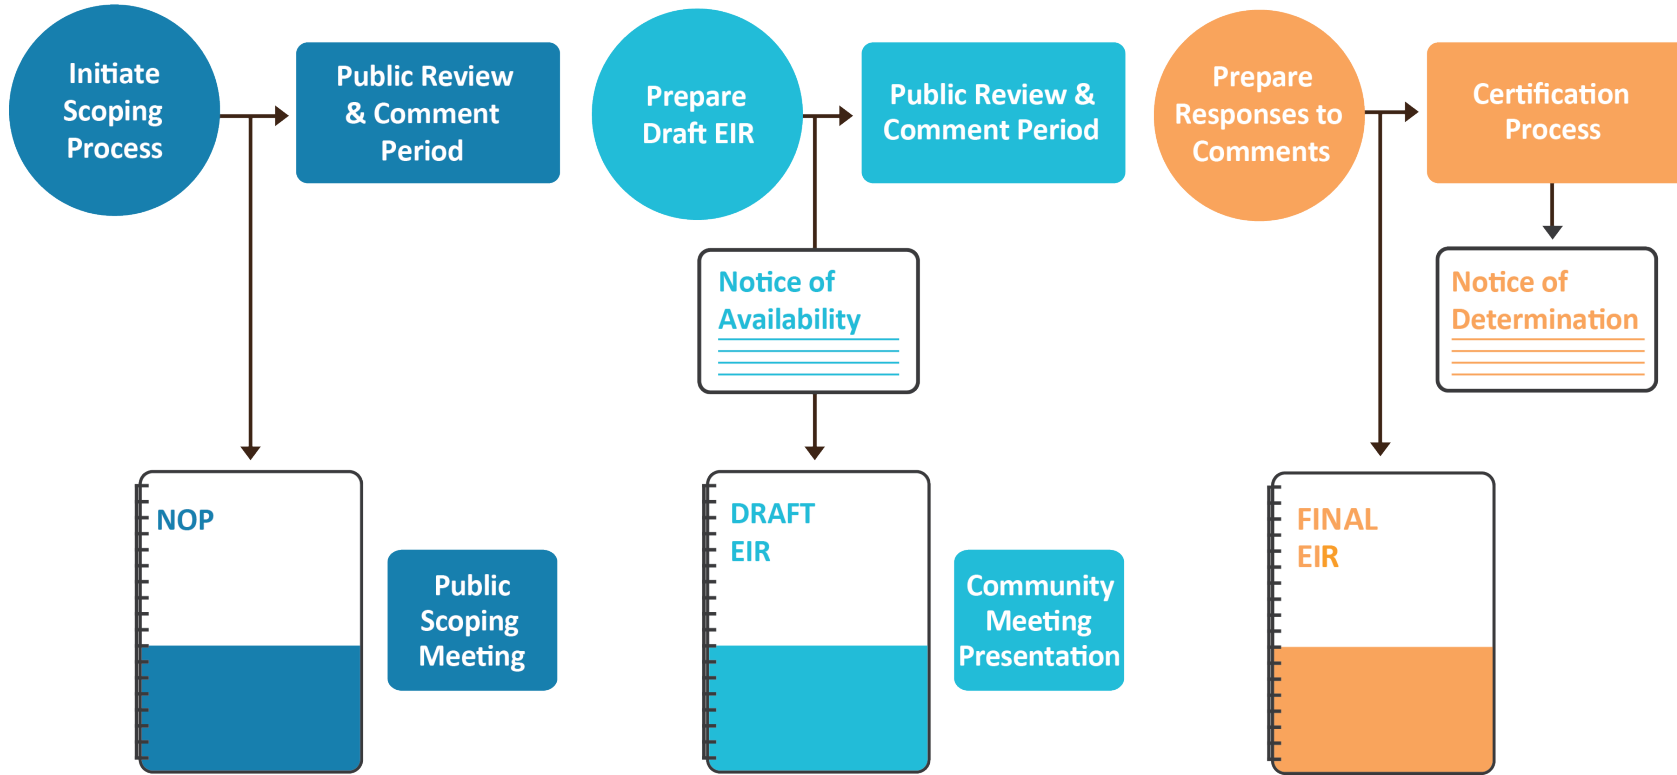 Initiate
Scoping
Process
Public Review
& Comment
Period
NOP
Public
Scoping
Meeting
Prepare
Draft EIR
Public Review &
Comment Period
Notice of
Availability
DRAFT
EIR
Community
Meeting
Presentation
Prepare
Responses to
Comments
Certification
Process
Notice of
Determination
FINAL
EIR